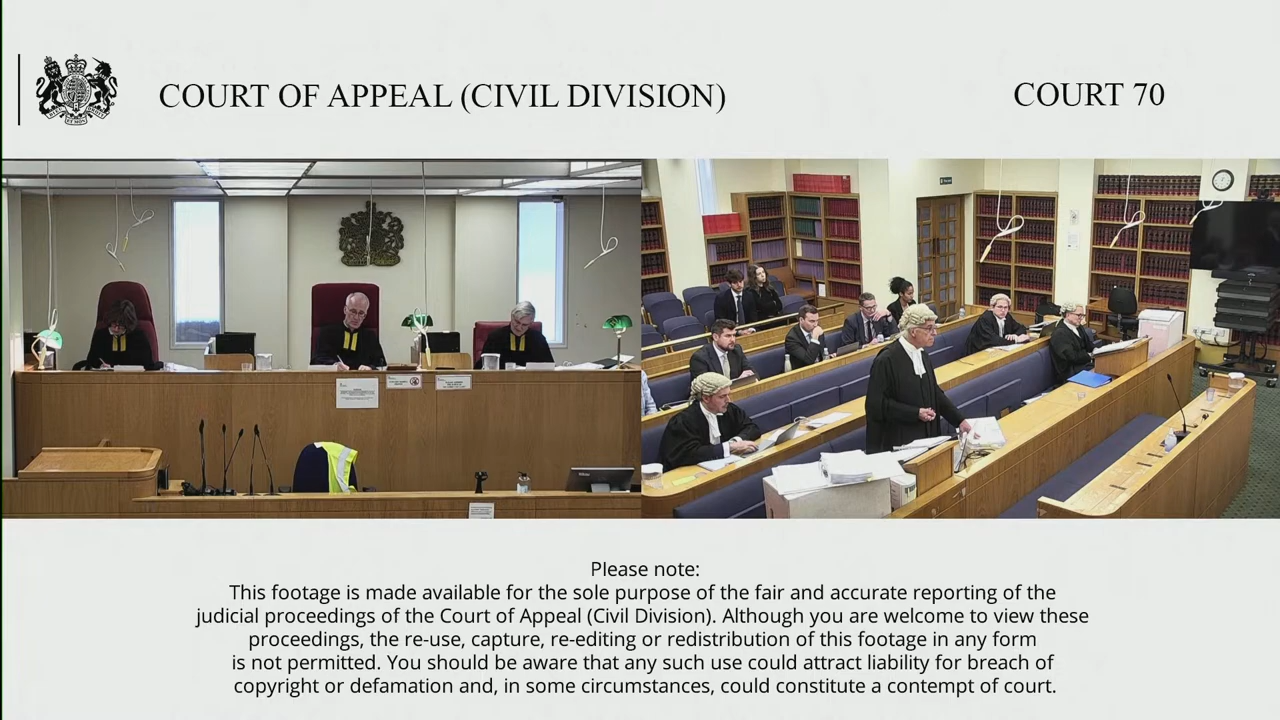 COURT OF APPEAL (CIVIL DIVISION)
COURT 70
Please note:
This footage is made available for the sole purpose of the fair and accurate reporting of the
judicial proceedings of the Court of Appeal (Civil Division). Although you are welcome to view these
proceedings, the re-use, capture, re-editing or redistribution of this footage in any form
is not permitted. You should be aware that any such use could attract liability for breach of
copyright or defamation and, in some circumstances, could constitute a contempt of court.